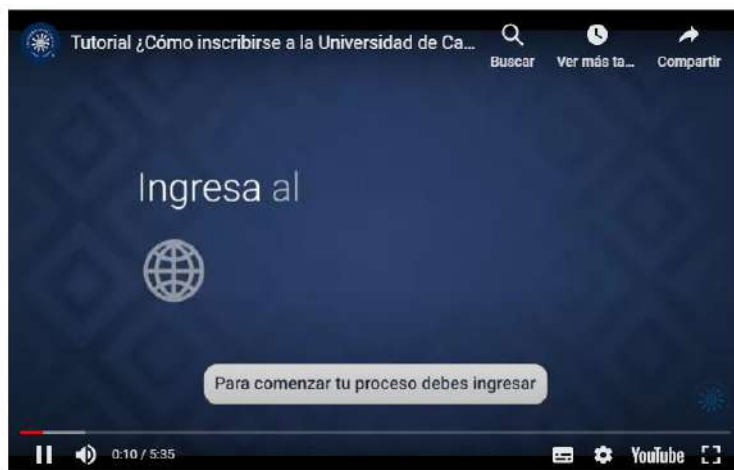 Tutorial ¿Cómo inscribirse a la Universidad de Ca...
Buscar
Ver más ta...
Compartir
Ingresa al
Para comenzar tu proceso debes ingresar
0:10 / 5:35
YouTube